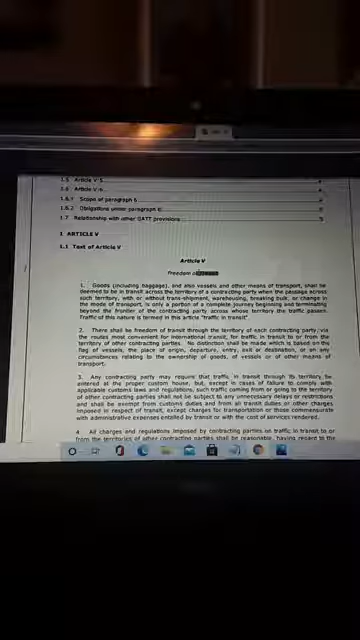 1.5 Article V:5
1.6 Article V:6
1.6.1 Scope of paragraph 6
1.6.2 Obligations under paragraph 6
1.7 Relationship with other GATT provisions
1 ARTICLE V
1.1 Text of Article V
Article V
Freedom of
1. Goods (including baggage), and also vessels and other means of transport, shall be
deemed to be in transit across the territory of a contracting party when the passage across
such territory, with or without trans-shipment, warehousing, breaking bulk, or change in
the mode of transport, is only a portion of a complete journey beginning and terminating
beyond the frontier of the contracting party across whose territory the traffic passes.
Traffic of this nature is termed in this article "traffic in transit".
2. There shall be freedom of transit through the territory of each contracting party, via
the routes most convenient for international transit, for traffic in transit to or from the
territory of other contracting parties. No distinction shall be made which is based on the
flag of vessels, the place of origin, departure, entry, exit or destination, or on any
circumstances relating to the ownership of goods, of vessels or of other means of
transport.
3. Any contracting party may require that traffic in transit through its territory be
entered at the proper custom house, but, except in cases of failure to comply with
applicable customs laws and regulations, such traffic coming from or going to the territory
of other contracting parties shall not be subject to any unnecessary delays or restrictions
and shall be exempt from customs duties and from all transit duties or other charges
imposed in respect of transit, except charges for transportation or those commensurate
with administrative expenses entailed by transit or with the cost of services rendered.
4. All charges and regulations imposed by contracting parties on traffic in transit to or
from the territories of other contracting parties shall be reasonable, having regard to the